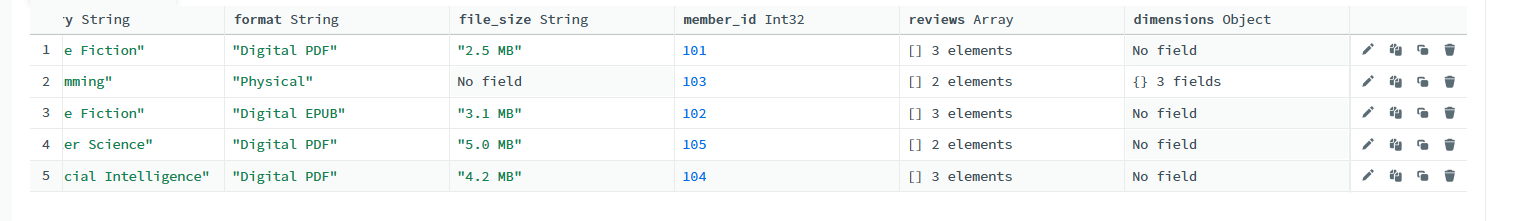 y String format String file_size String member_id Int32 reviews Array dimensions Object
1 e Fiction" "Digital PDF" "2.5 MB" 101 [] 3 elements No field
2 mming" "Physical" No field 103 [] 2 elements {} 3 fields
3 e Fiction" "Digital EPUB" "3.1 MB" 102 [] 3 elements No field
4 er Science" "Digital PDF" "5.0 MB" 105 [] 2 elements No field
5 cial Intelligence" "Digital PDF" "4.2 MB" 104 [] 3 elements No field